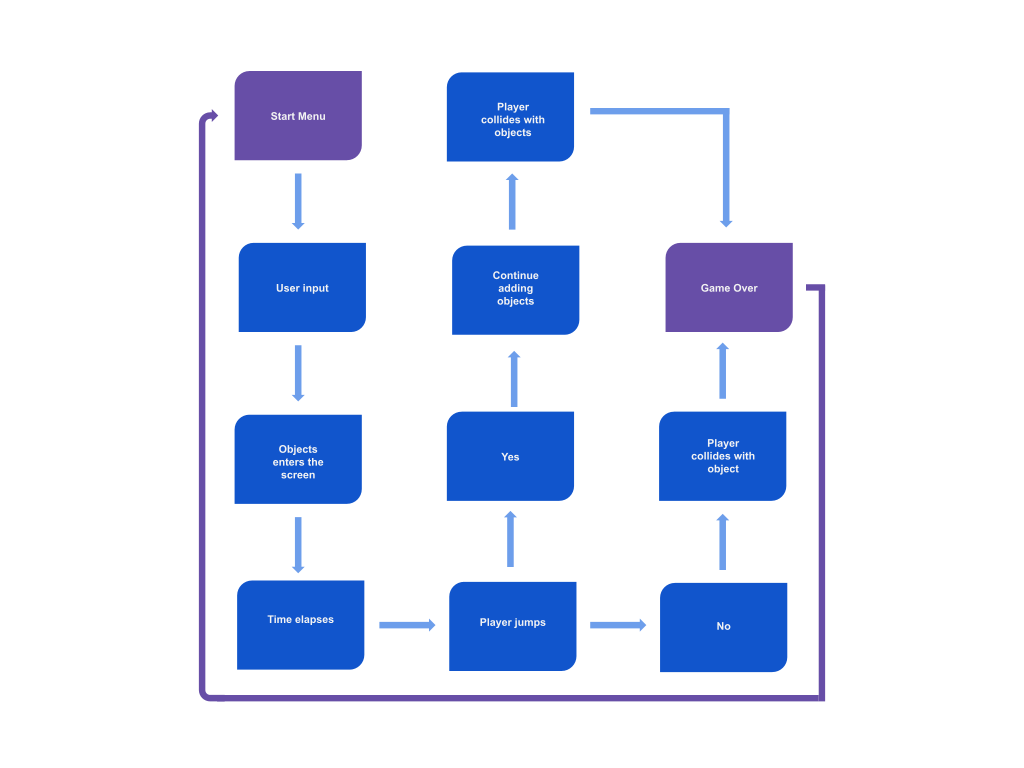 Start Menu
User input
Objects
enters the
screen
Time elapses
Player jumps
Yes
Continue
adding
objects
Player
collides with
objects
No
Player
collides with
object
Game Over